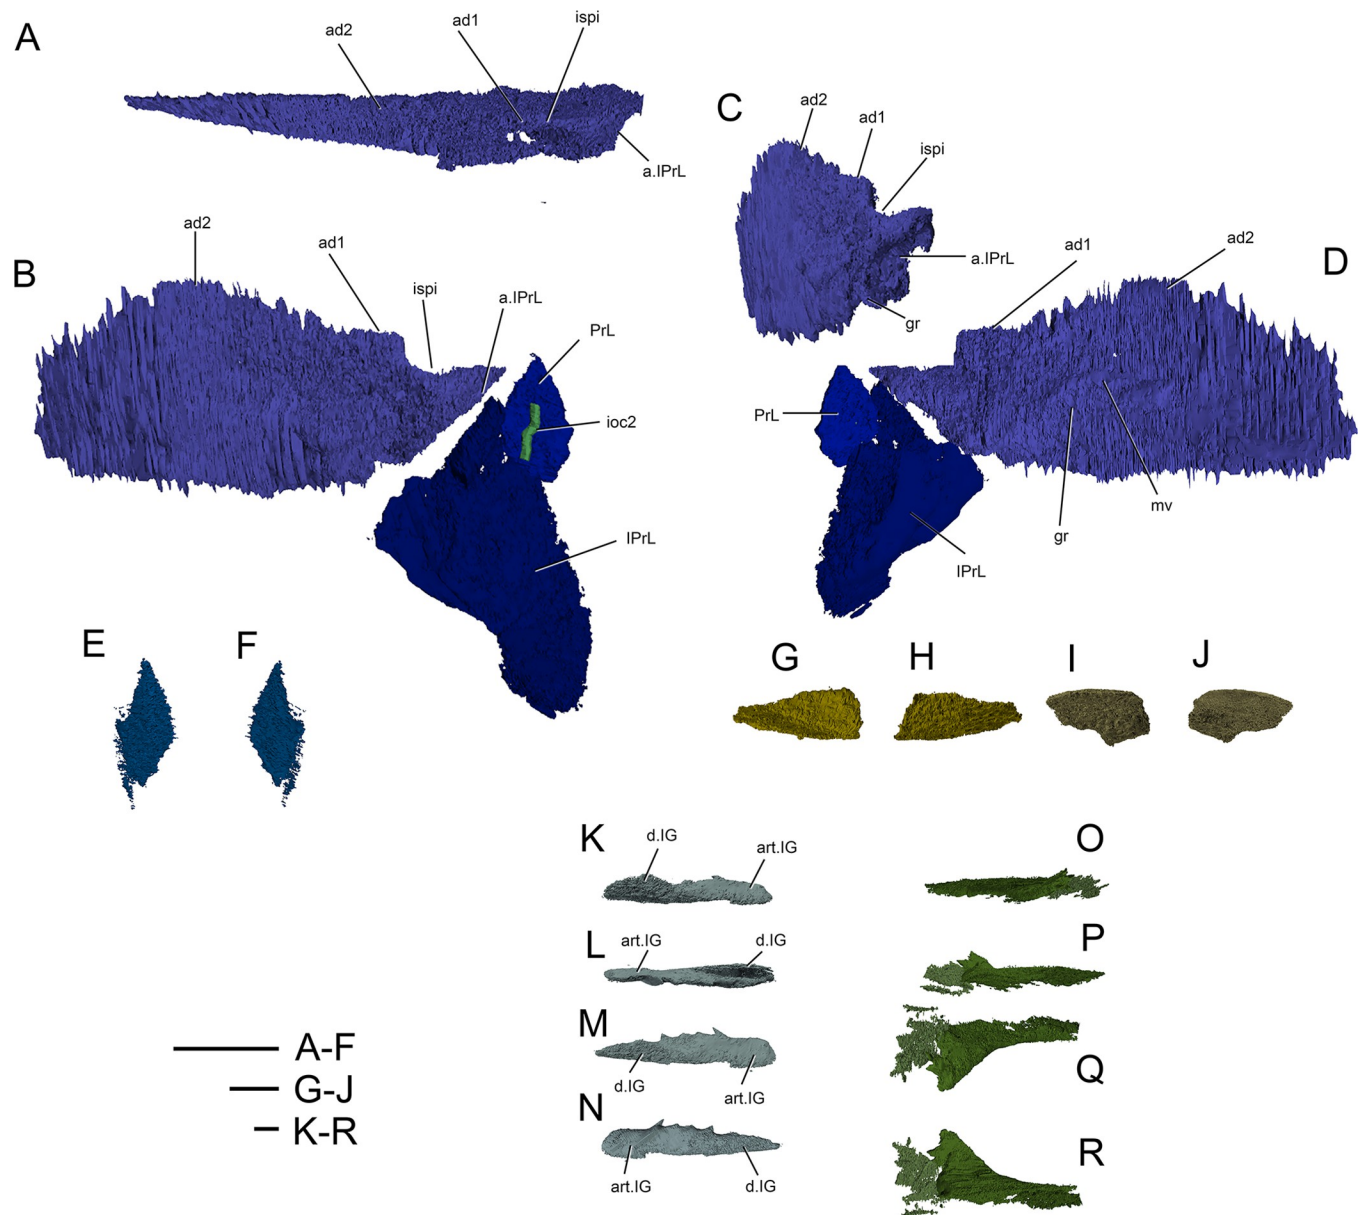 A
ad2
ad1
ispi
a.lPrL
C
ad2
ad1
ispi
a.lPrL
gr
B
ad2
ad1
ispi
a.lPrL
PrL
ioc2
lPrL
D
ad1
ad2
PrL
mv
gr
lPrL
E
F
G
H
I
J
K
d.IG
art.IG
L
art.IG
d.IG
M
d.IG
art.IG
N
art.IG
d.IG
O
P
Q
R
A-F
G-J
K-R